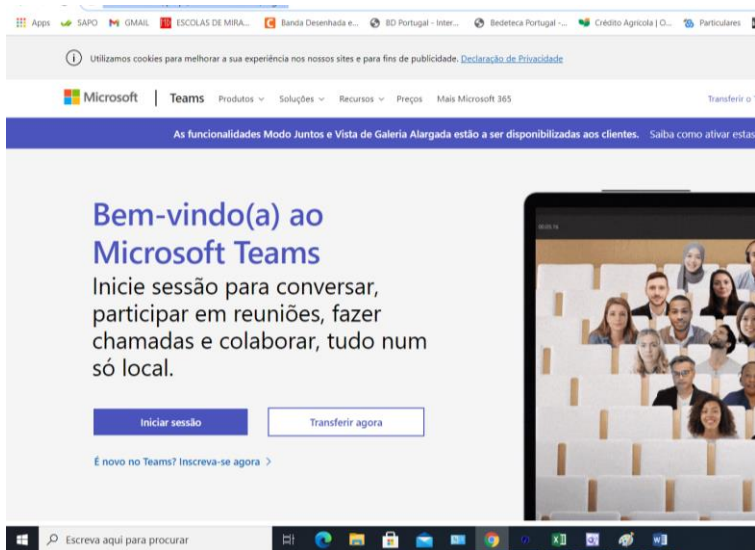 Apps SAPO GMAIL ESCOLAS DE MIRA... Banda Desenhada e... BD Portugal - Inter... Bedeteca Portugal -... Crédito Agrícola | O... Particulares
Utilizamos cookies para melhorar a sua experiência nos nossos sites e para fins de publicidade. Declaração de Privacidade
Microsoft | Teams Produtos Soluções Recursos Preços Mais Microsoft 365 Transferir o
As funcionalidades Modo Juntos e Vista de Galeria Alargada estão a ser disponibilizadas aos clientes. Saiba como ativar estas
Bem-vindo(a) ao
Microsoft Teams
Inicie sessão para conversar,
participar em reuniões, fazer
chamadas e colaborar, tudo num
só local.
Iniciar sessão Transferir agora
É novo no Teams? Inscreva-se agora >
Escreva aqui para procurar